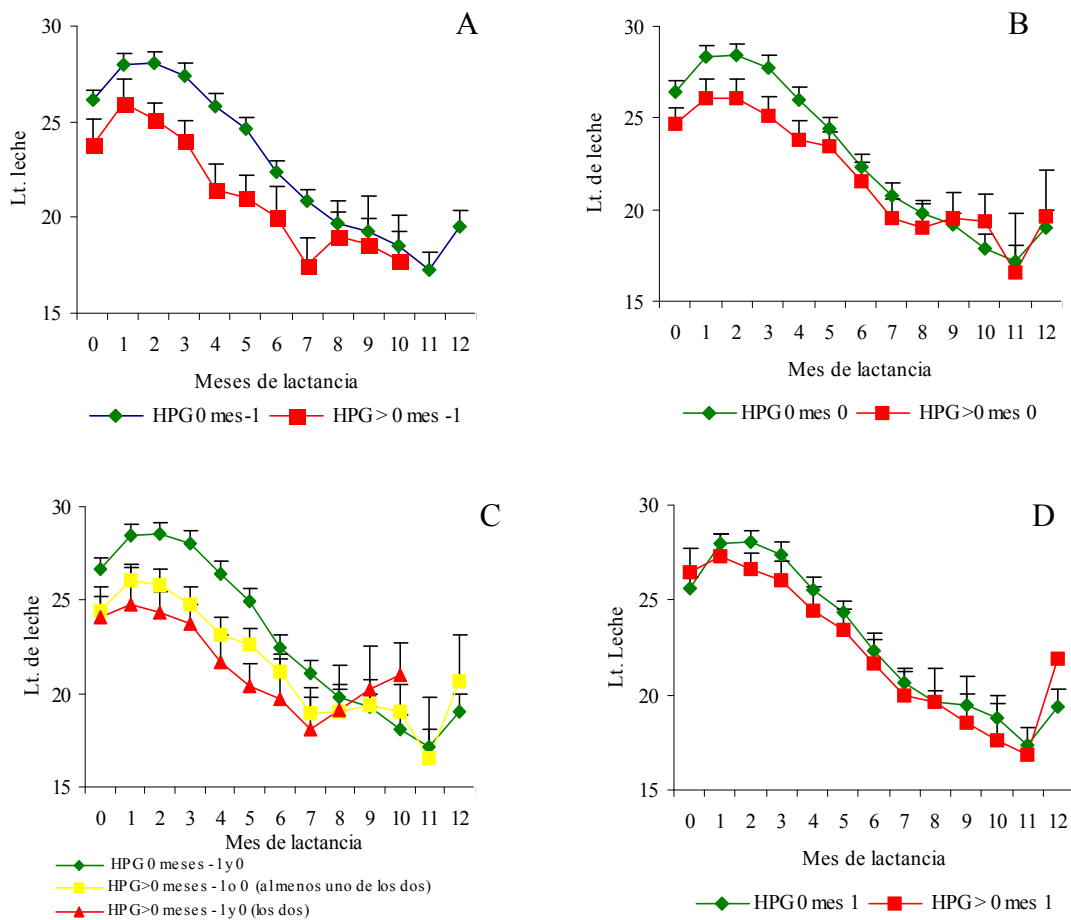 A
30
25
20
15
Lt. leche
0 1 2 3 4 5 6 7 8 9 10 11 12
Meses de lactancia
HPG 0 mes -1 HPG > 0 mes -1
B
30
25
20
15
Lt. de leche
0 1 2 3 4 5 6 7 8 9 10 11 12
Mes de lactancia
HPG 0 mes 0 HPG >0 mes 0
C
30
25
20
15
Lt. de leche
0 1 2 3 4 5 6 7 8 9 10 11 12
Mes de lactancia
HPG 0 meses -1 y 0
HPG>0 meses -1 o 0 (al menos uno de los dos)
HPG>0 meses -1 y 0 (los dos)
D
30
25
20
15
Lt. Leche
0 1 2 3 4 5 6 7 8 9 10 11 12
Mes de lactancia
HPG 0 mes 1 HPG > 0 mes 1